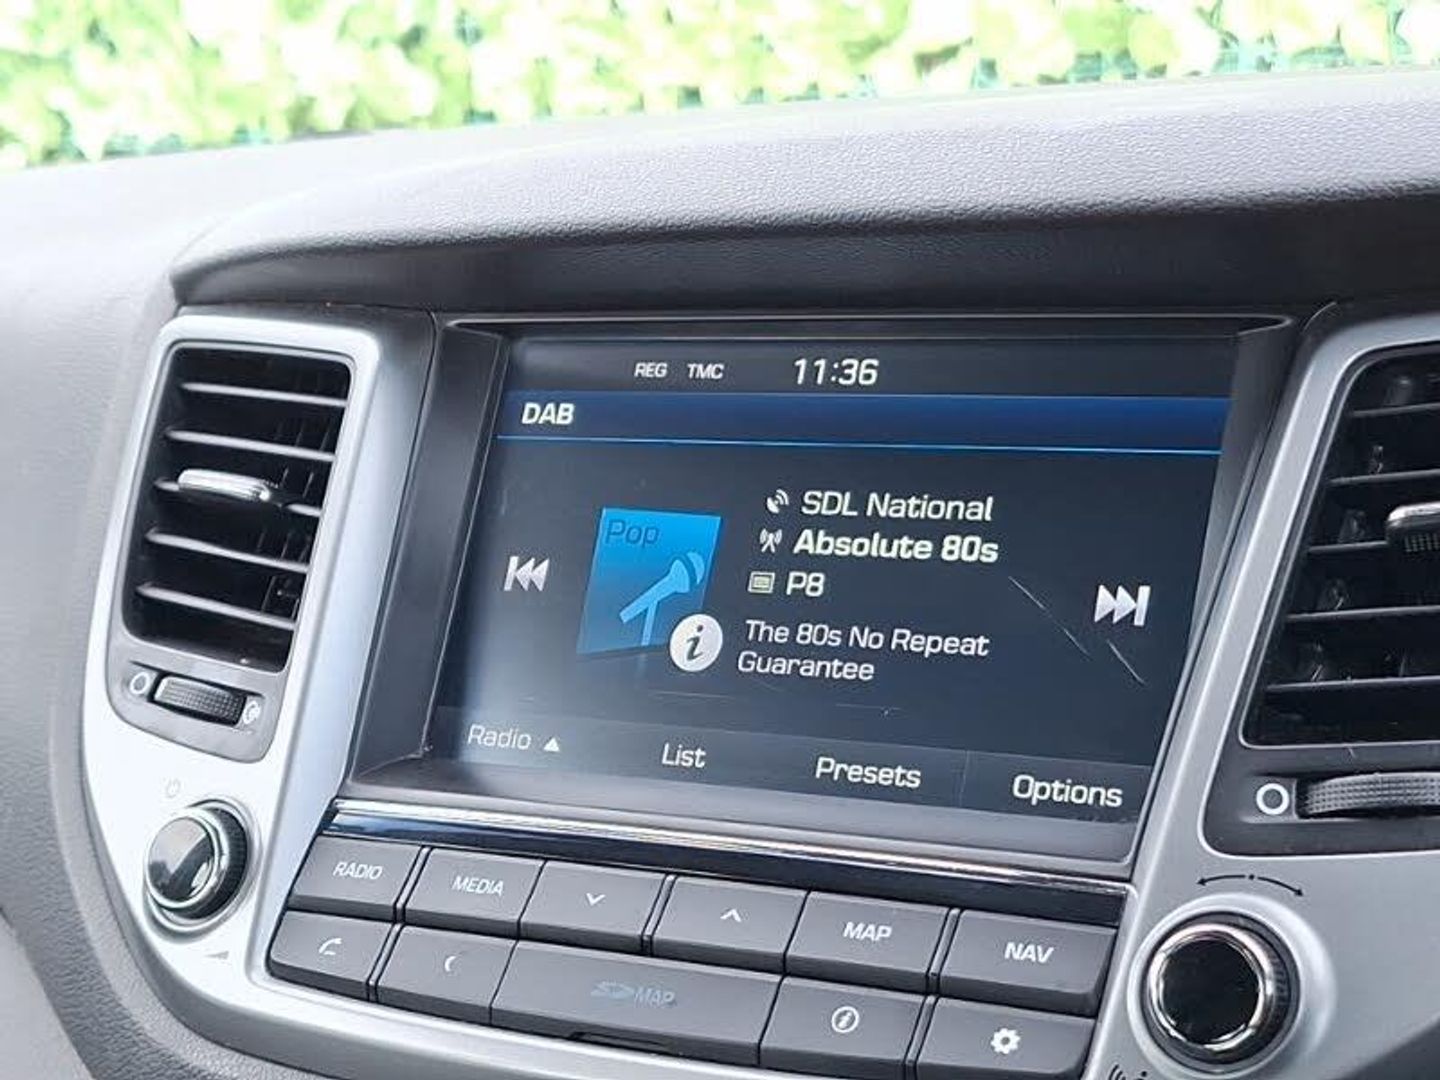 REG TMC 11:36
DAB
Pop
SDL National
Absolute 80s
P8
The 80s No Repeat
Guarantee
Radio ▲ List Presets Options
RADIO MEDIA MAP NAV
SD MAP